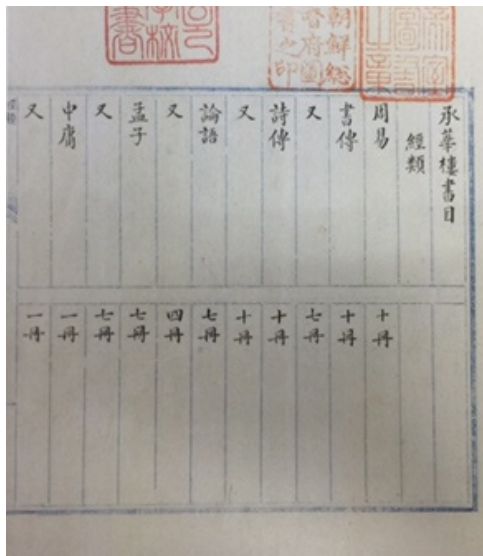 朝鮮總
督府圖
書之印
承華樓書目
經類
周易 十冊
書傳 十冊
又 七冊
詩傳 十冊
又 十冊
論語 七冊
又 四冊
孟子 七冊
又 七冊
中庸 一冊
又 一冊